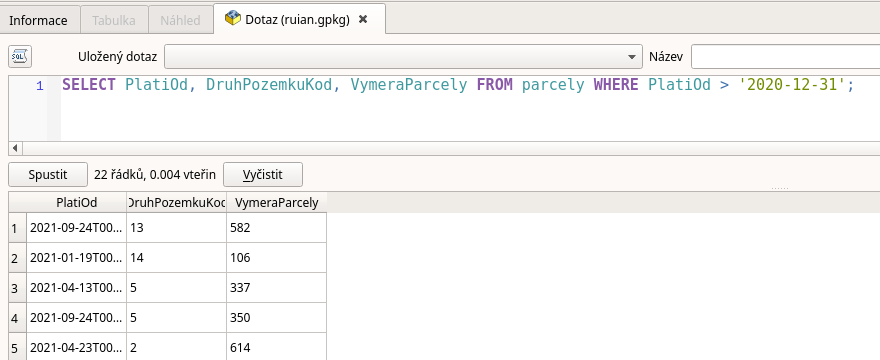 Informace Tabulka Náhled Dotaz (ruian.gpkg)
SQL Uložený dotaz Název
1 SELECT PlatiOd, DruhPozemkuKod, VymeraParcely FROM parcely WHERE PlatiOd > '2020-12-31';
Spustit 22 řádků, 0.004 vteřin Vyčistit
PlatiOd DruhPozemkuKod VymeraParcely
1 2021-09-24T00... 13 582
2 2021-01-19T00... 14 106
3 2021-04-13T00... 5 337
4 2021-09-24T00... 5 350
5 2021-04-23T00... 2 614